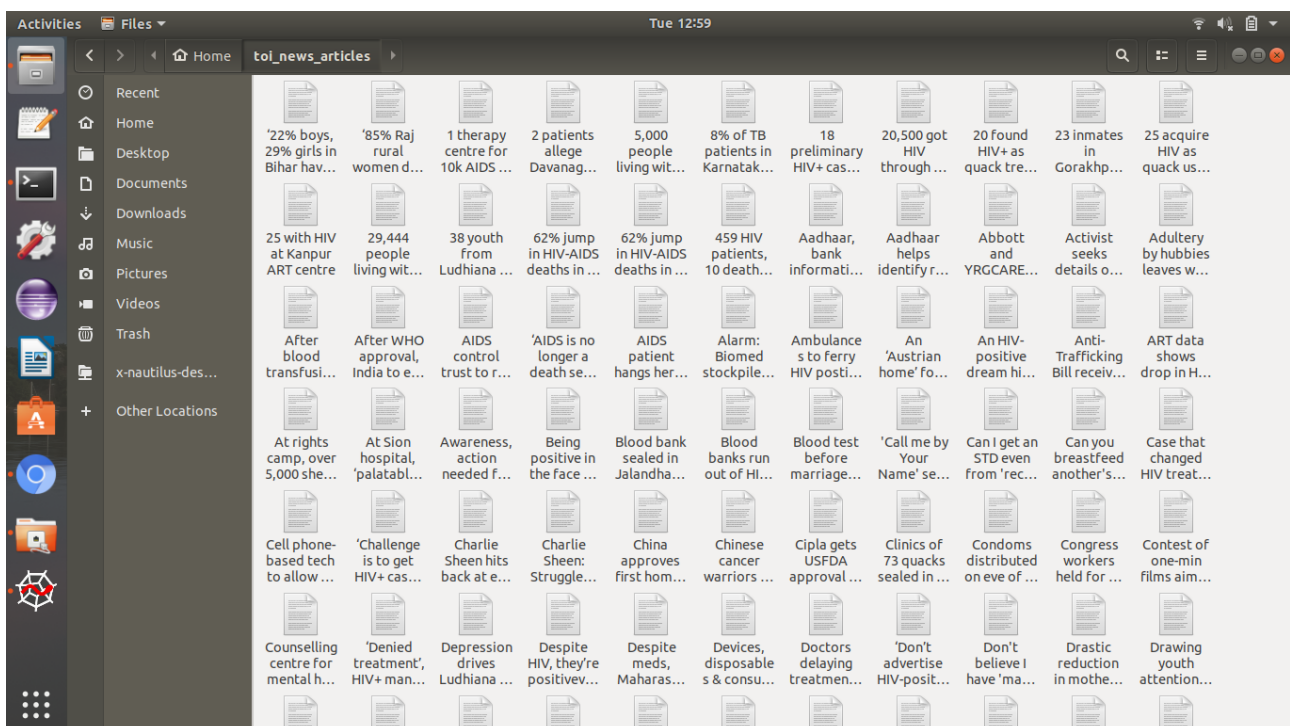 Activities Files Tue 12:59
Home toi_news_articles
Recent
Home
Desktop
Documents
Downloads
Music
Pictures
Videos
Trash
x-nautilus-des...
+ Other Locations
‘22% boys, ‘85% Raj 1 therapy 2 patients 5,000 8% of TB 18 20,500 got 20 found 23 inmates 25 acquire
29% girls in rural centre for allege people patients in preliminary HIV HIV+ as in HIV as
Bihar hav... women d... 10k AIDS ... Davanag... living wit... Karnatak... HIV+ cas... through ... quack tre... Gorakhp... quack us...
25 with HIV 29,444 38 youth 62% jump 62% jump 459 HIV Aadhaar, Aadhaar Abbott Activist Adultery
at Kanpur people from in HIV-AIDS in HIV-AIDS patients, bank helps and seeks by hubbies
ART centre living wit... Ludhiana ... deaths in ... deaths in ... 10 death... informati... identify r... YRGCARE... details o... leaves w...
After After WHO AIDS ‘AIDS is no AIDS Alarm: Ambulance An An HIV- Anti- ART data
blood approval, control longer a patient Biomed s to ferry ‘Austrian positive Trafficking shows
transfusi... India to e... trust to r... death se... hangs her... stockpile... HIV posti... home’ fo... dream hi... Bill receiv... drop in H...
At rights At Sion Awareness, Being Blood bank Blood Blood test 'Call me by Can I get an Can you Case that
camp, over hospital, action positive in sealed in banks run before Your STD even breastfeed changed
5,000 she... ‘palatabl... needed f... the face ... Jalandha... out of HI... marriage... Name' se... from 'rec... another's... HIV treat...
Cell phone- ‘Challenge Charlie Charlie China Chinese Cipla gets Clinics of Condoms Congress Contest of
based tech is to get Sheen hits Sheen: approves cancer USFDA 73 quacks distributed workers one-min
to allow ... HIV+ cas... back at e... Struggle... first hom... warriors ... approval ... sealed in ... on eve of ... held for ... films aim...
Counselling ‘Denied Depression Despite Despite Devices, Doctors ‘Don’t Don't Drastic Drawing
centre for treatment’, drives HIV, they're meds, disposable delaying advertise believe I reduction youth
mental h... HIV+ man... Ludhiana ... positivev... Maharas... s & consu... treatmen... HIV-posit... have 'ma... in mothe... attention...